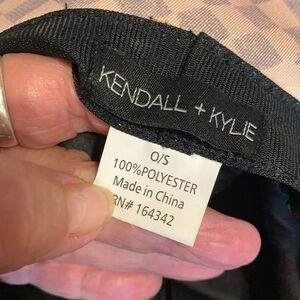 KENDALL + KYLIE
O/S
100%POLYESTER
Made in China
RN# 164342